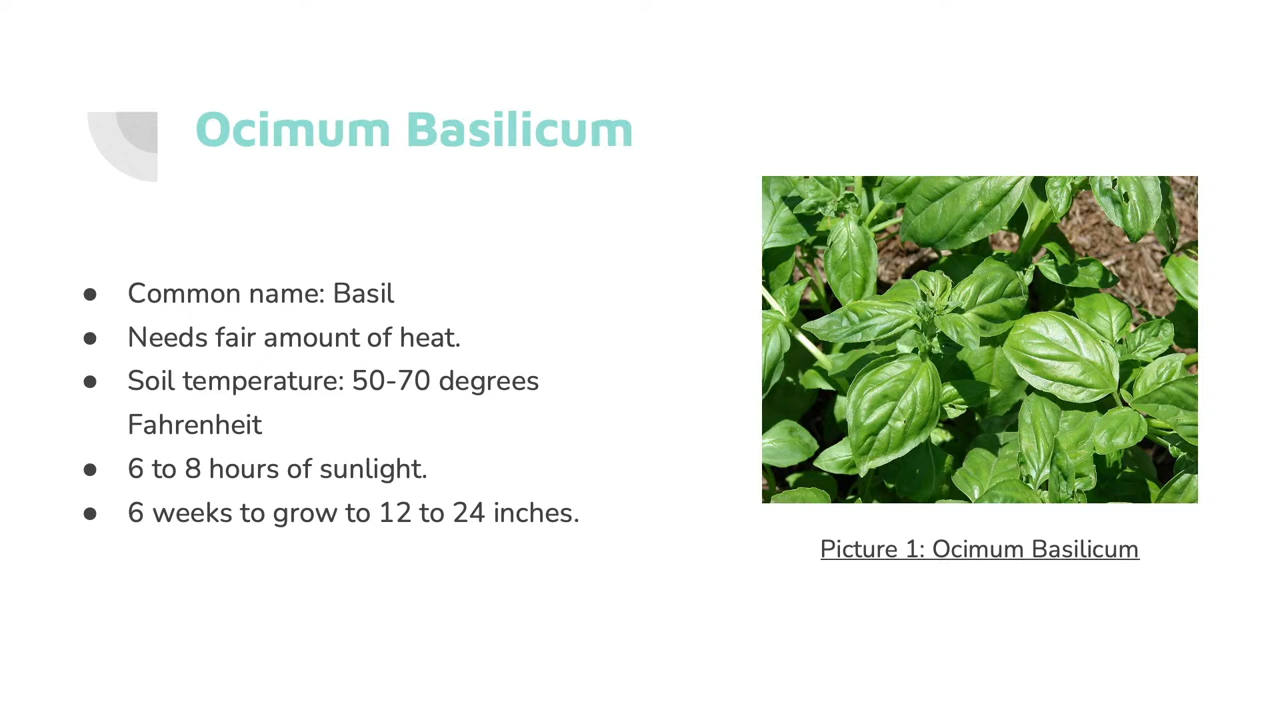 Ocimum Basilicum
● Common name: Basil
● Needs fair amount of heat.
● Soil temperature: 50-70 degrees
Fahrenheit
● 6 to 8 hours of sunlight.
● 6 weeks to grow to 12 to 24 inches.
Picture 1: Ocimum Basilicum